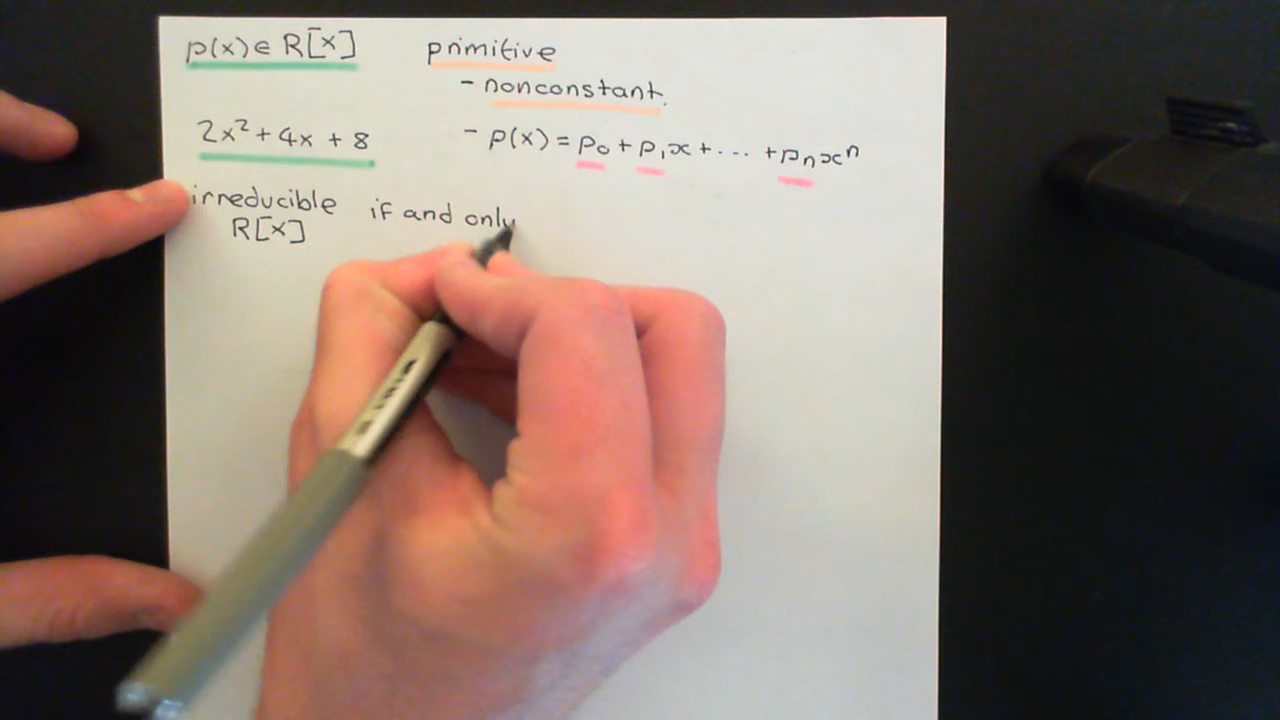 p(x) ∈ R[x] primitive
- nonconstant.
2x² + 4x + 8 - p(x) = p₀ + p₁x + ... + pₙxⁿ
irreducible if and only
R[x]